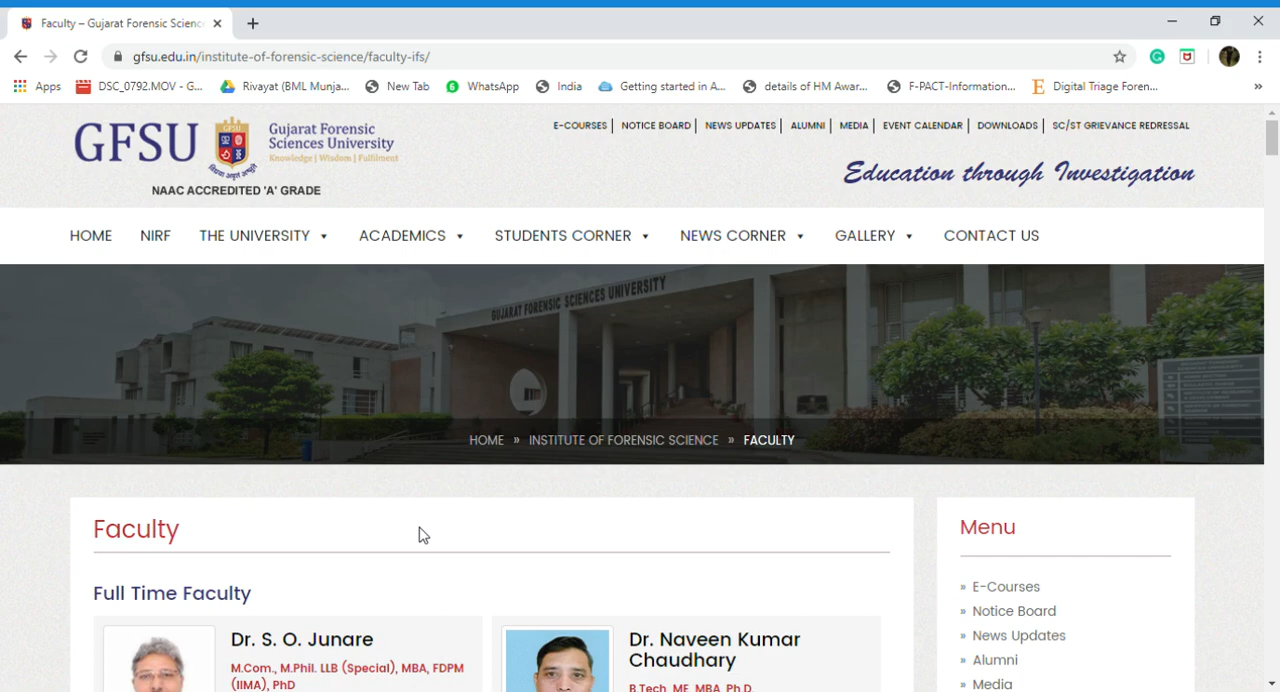 Faculty – Gujarat Forensic Scienc
gfsu.edu.in/institute-of-forensic-science/faculty-ifs/
Apps DSC_0792.MOV - G... Rivayat (BML Munja... New Tab WhatsApp India Getting started in A... details of HM Awar... F-PACT-Information... Digital Triage Foren... »
E-COURSES | NOTICE BOARD | NEWS UPDATES | ALUMNI | MEDIA | EVENT CALENDAR | DOWNLOADS | SC/ST GRIEVANCE REDRESSAL
GFSU
GFSU
Gujarat Forensic
Sciences University
Knowledge | Wisdom | Fulfilment
NAAC ACCREDITED 'A' GRADE
Education through Investigation
HOME NIRF THE UNIVERSITY ACADEMICS STUDENTS CORNER NEWS CORNER GALLERY CONTACT US
GUJARAT FORENSIC SCIENCES UNIVERSITY
HOME » INSTITUTE OF FORENSIC SCIENCE » FACULTY
Faculty
Full Time Faculty
Dr. S. O. Junare
M.Com., M.Phil. LLB (Special), MBA, FDPM
(IIMA), PhD
Dr. Naveen Kumar
Chaudhary
B.Tech, ME, MBA, Ph.D.
Menu
» E-Courses
» Notice Board
» News Updates
» Alumni
» Media